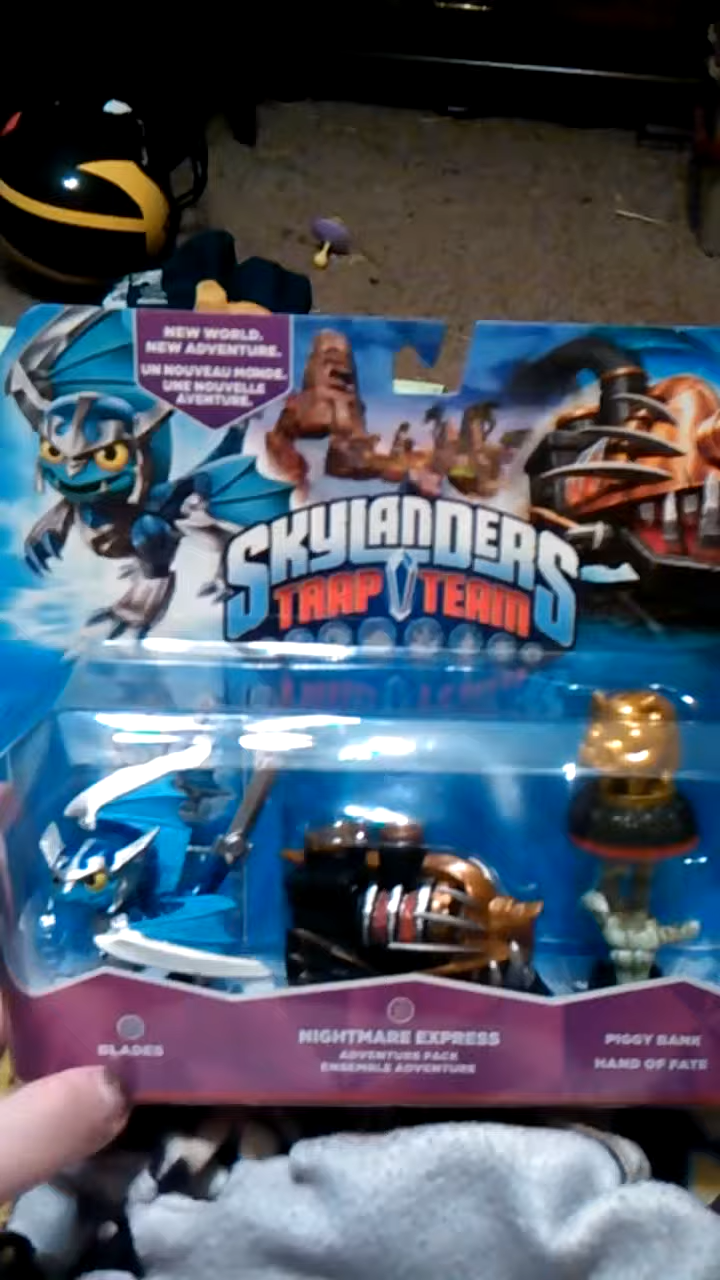 NEW WORLD.
NEW ADVENTURE.
UN NOUVEAU MONDE.
UNE NOUVELLE
AVENTURE.
SKYLANDERS
TRAP TEAM
BLADES
NIGHTMARE EXPRESS
ADVENTURE PACK
ENSEMBLE AVENTURE
PIGGY BANK
HAND OF FATE